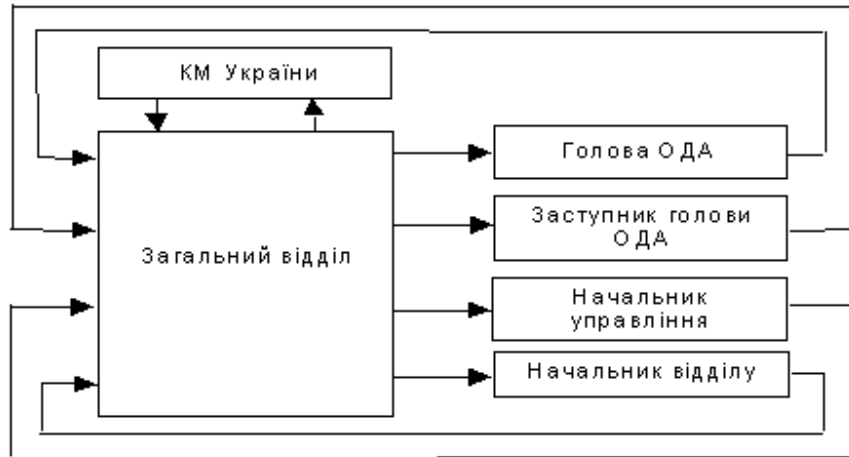 КМ України
Голова ОДА
Заступник голови
ОДА
Загальний відділ
Начальник
управління
Начальник відділу